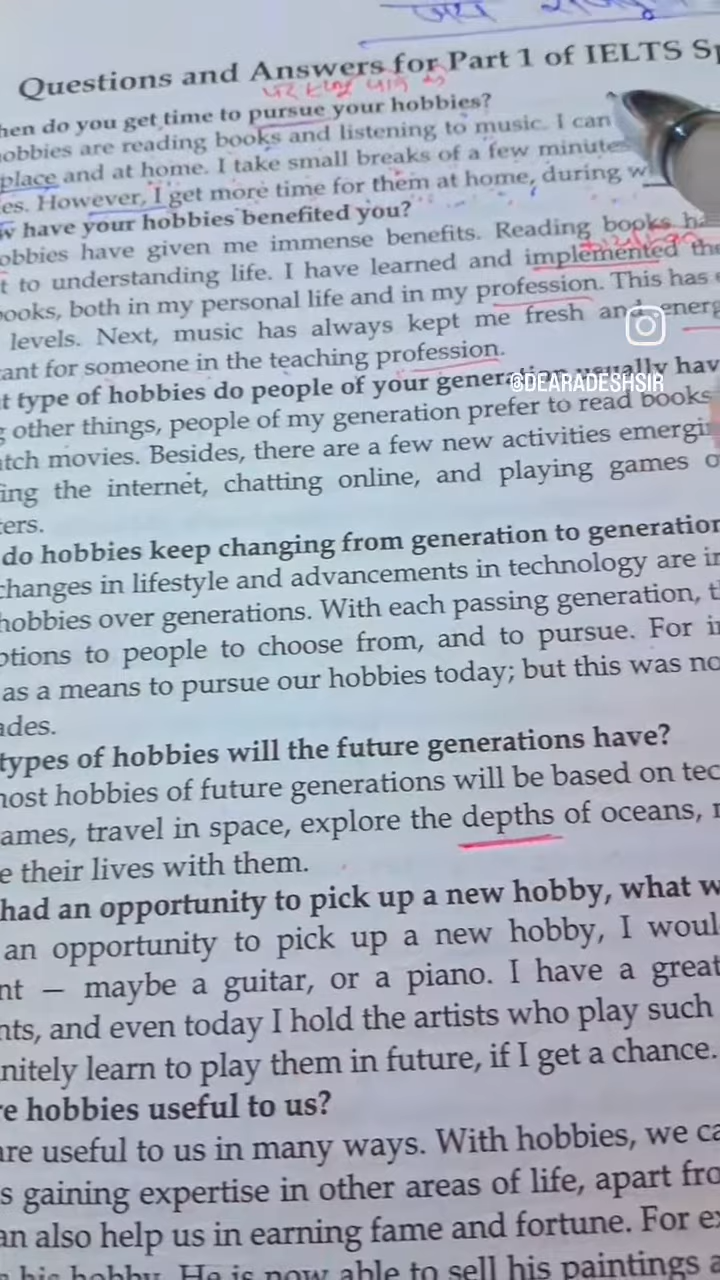 जय
Questions and Answers for Part 1 of IELTS Sp
hen do you get time to pursue your hobbies?
obbies are reading books and listening to music. I can
place and at home. I take small breaks of a few minutes
es. However, I get more time for them at home, during w
w have your hobbies benefited you?
obbies have given me immense benefits. Reading books ha
t to understanding life. I have learned and implemented the
ooks, both in my personal life and in my profession. This has
levels. Next, music has always kept me fresh and energ
ant for someone in the teaching profession.
t type of hobbies do people of your generation usually hav
@DEARADESHSIR
g other things, people of my generation prefer to read books
atch movies. Besides, there are a few new activities emergin
fing the internet, chatting online, and playing games o
ters.
do hobbies keep changing from generation to generation
changes in lifestyle and advancements in technology are in
hobbies over generations. With each passing generation, t
ptions to people to choose from, and to pursue. For in
as a means to pursue our hobbies today; but this was no
ades.
types of hobbies will the future generations have?
nost hobbies of future generations will be based on tec
ames, travel in space, explore the depths of oceans,
e their lives with them.
had an opportunity to pick up a new hobby, what w
an opportunity to pick up a new hobby, I woul
nt — maybe a guitar, or a piano. I have a great
nts, and even today I hold the artists who play such
nitely learn to play them in future, if I get a chance.
re hobbies useful to us?
are useful to us in many ways. With hobbies, we ca
s gaining expertise in other areas of life, apart fro
an also help us in earning fame and fortune. For ex
his hobby. He is now able to sell his paintings a